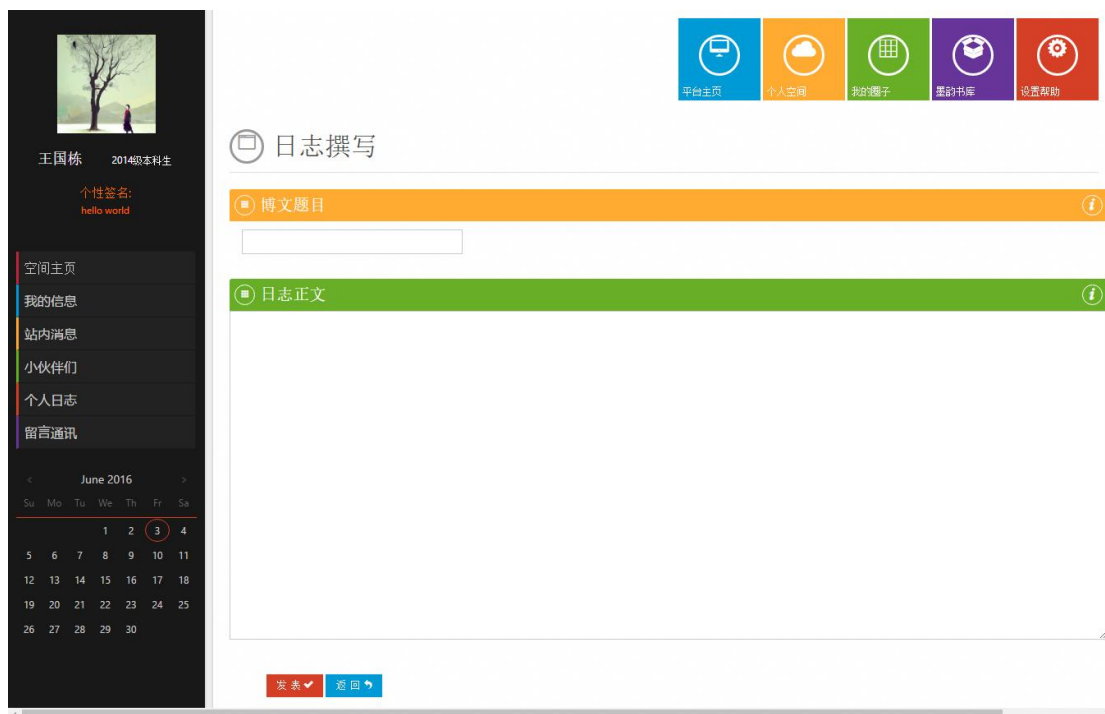 平台主页 个人空间 我的圈子 墨韵书库 设置帮助
王国栋 2014级本科生
个性签名:
hello world
空间主页
我的信息
站内消息
小伙伴们
个人日志
留言通讯
< June 2016 >
Su Mo Tu We Th Fr Sa
1 2 3 4
5 6 7 8 9 10 11
12 13 14 15 16 17 18
19 20 21 22 23 24 25
26 27 28 29 30
日志撰写
博文题目
日志正文
发表 返回